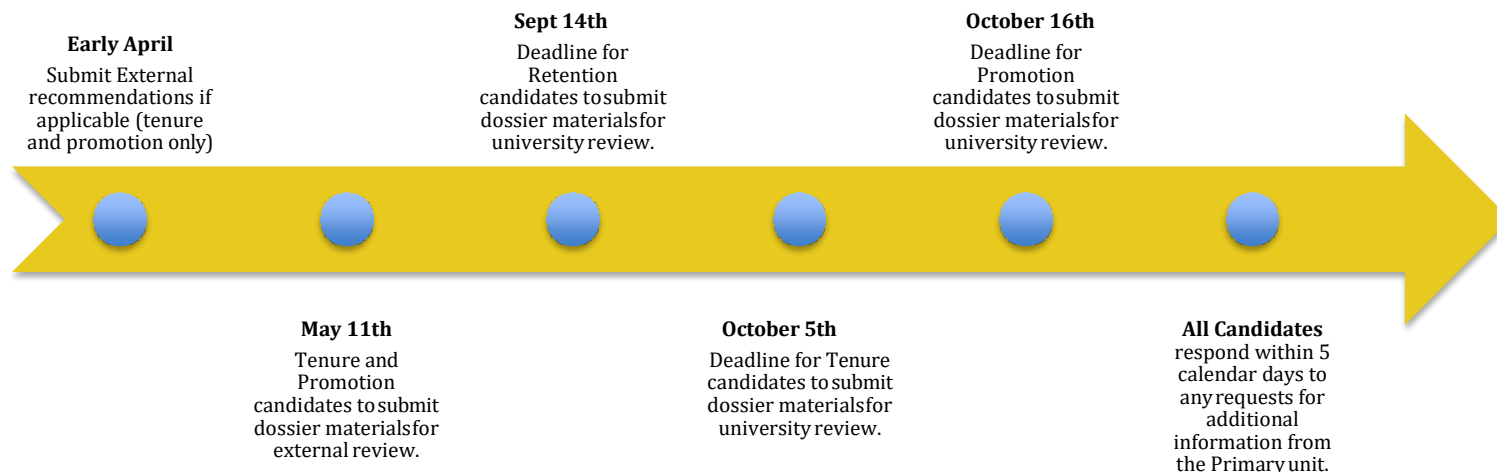 Early April
Submit External
recommendations if
applicable (tenure
and promotion only)
May 11th
Tenure and
Promotion
candidates to submit
dossier materials for
external review.
Sept 14th
Deadline for
Retention
candidates to submit
dossier materials for
university review.
October 5th
Deadline for Tenure
candidates to submit
dossier materials for
university review.
October 16th
Deadline for
Promotion
candidates to submit
dossier materials for
university review.
All Candidates
respond within 5
calendar days to
any requests for
additional
information from
the Primary unit.